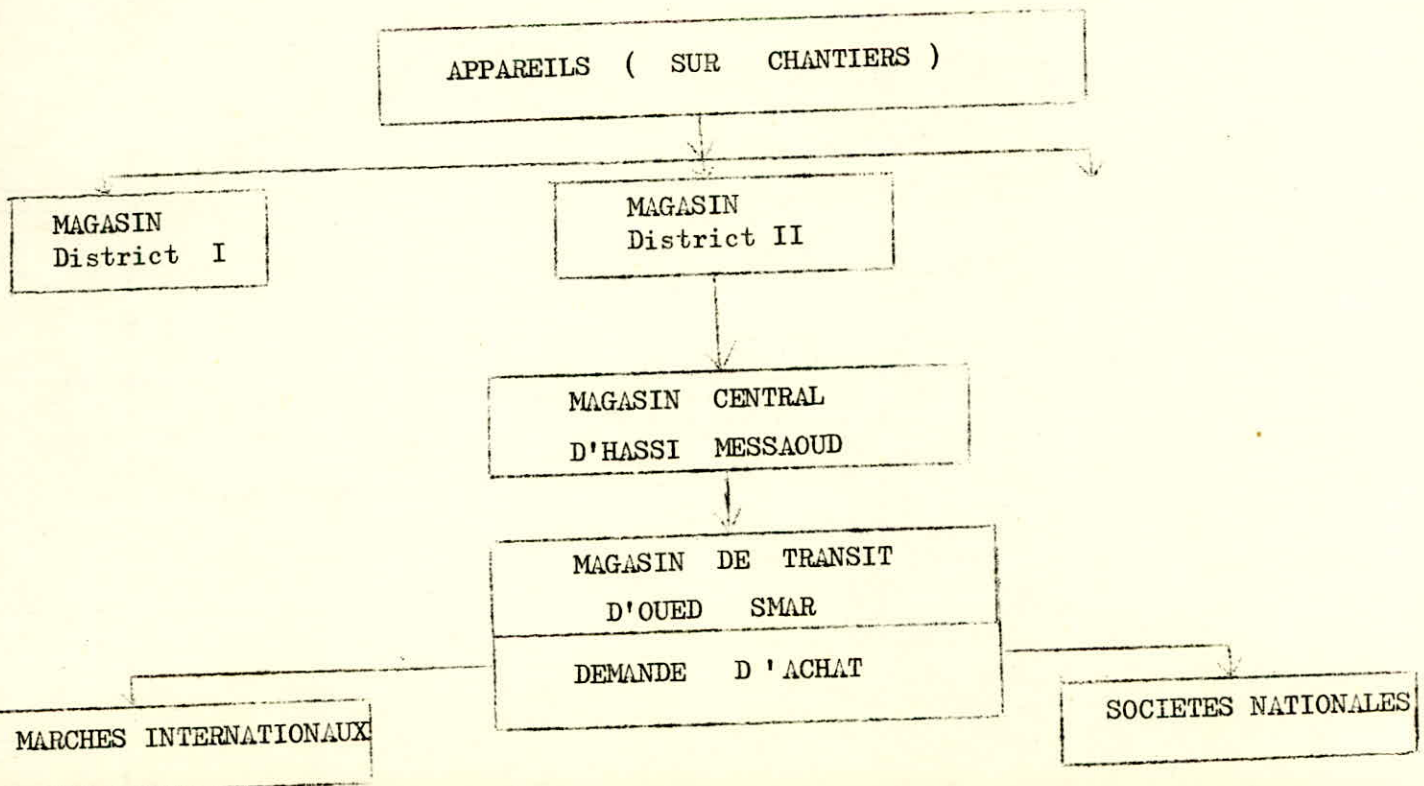 APPAREILS ( SUR CHANTIERS )
MAGASIN
District I
MAGASIN
District II
MAGASIN CENTRAL
D'HASSI MESSAOUD
MAGASIN DE TRANSIT
D'OUED SMAR
DEMANDE D'ACHAT
MARCHES INTERNATIONAUX
SOCIETES NATIONALES